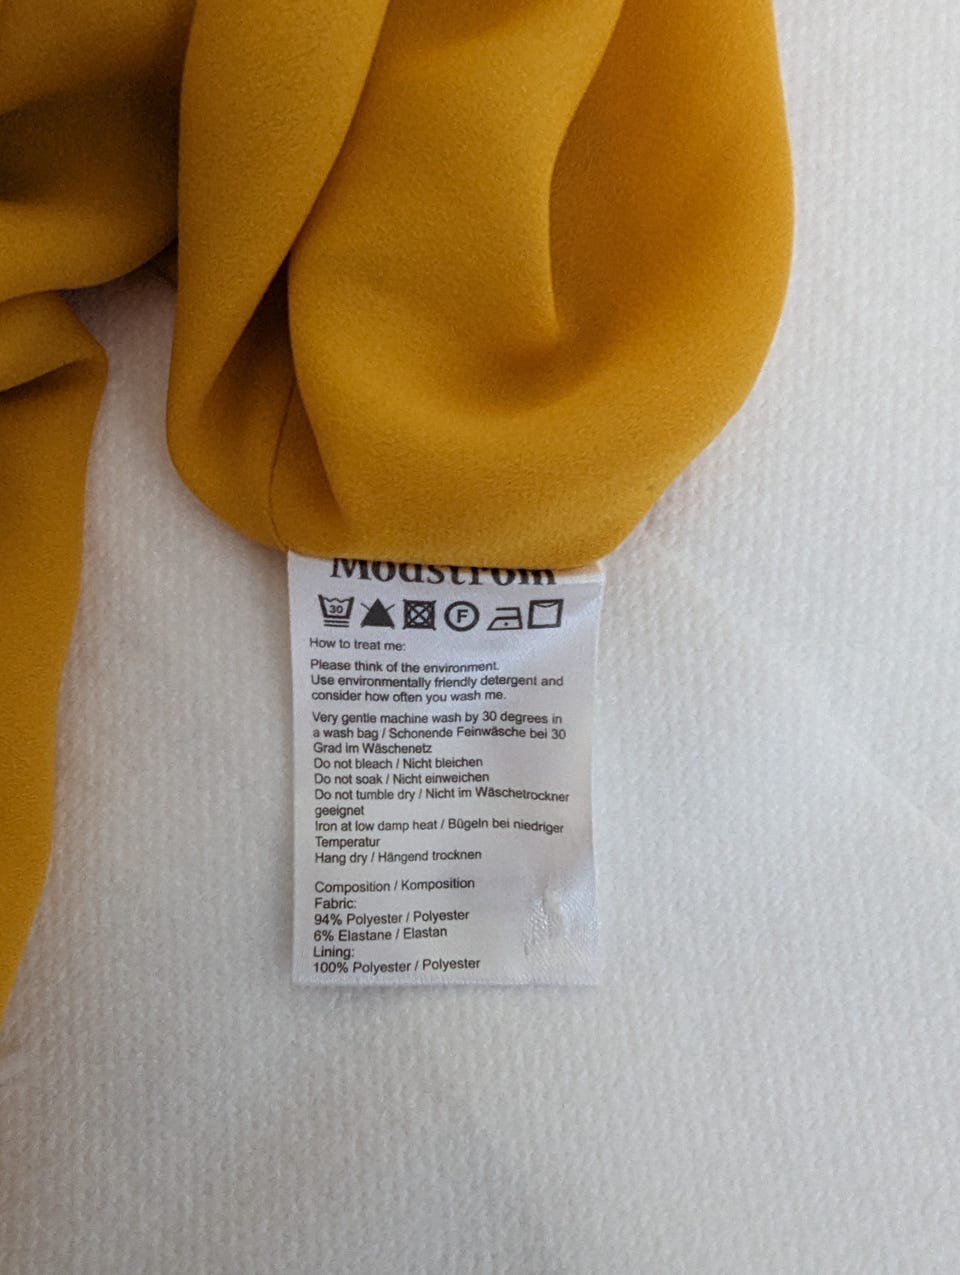 Modström
30
F
How to treat me:
Please think of the environment.
Use environmentally friendly detergent and
consider how often you wash me.
Very gentle machine wash by 30 degrees in
a wash bag / Schonende Feinwäsche bei 30
Grad im Wäschenetz
Do not bleach / Nicht bleichen
Do not soak / Nicht einweichen
Do not tumble dry / Nicht im Wäschetrockner
geeignet
Iron at low damp heat / Bügeln bei niedriger
Temperatur
Hang dry / Hängend trocknen
Composition / Komposition
Fabric:
94% Polyester / Polyester
6% Elastane / Elastan
Lining:
100% Polyester / Polyester